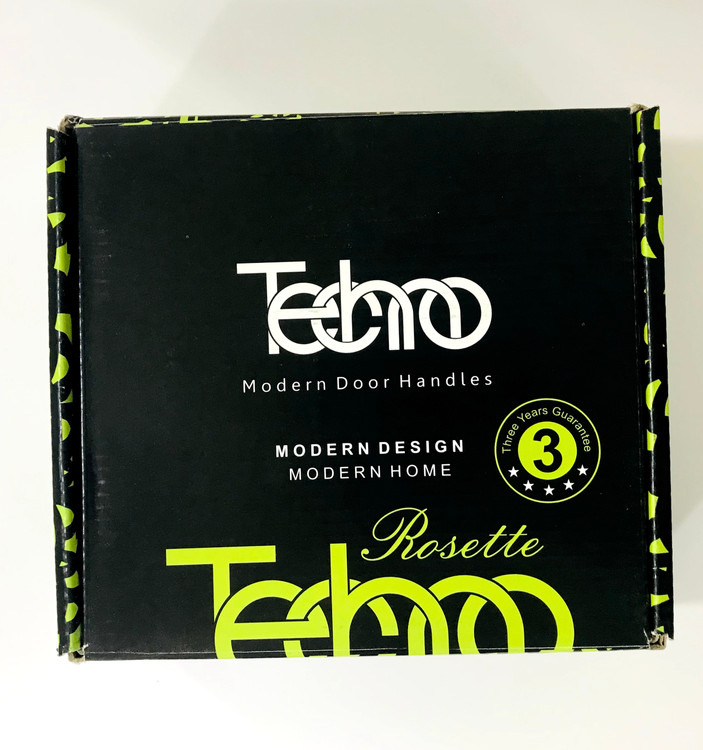 Techno
Modern Door Handles
MODERN DESIGN
MODERN HOME
Three Years Guarantee
3
Rosette
Techno